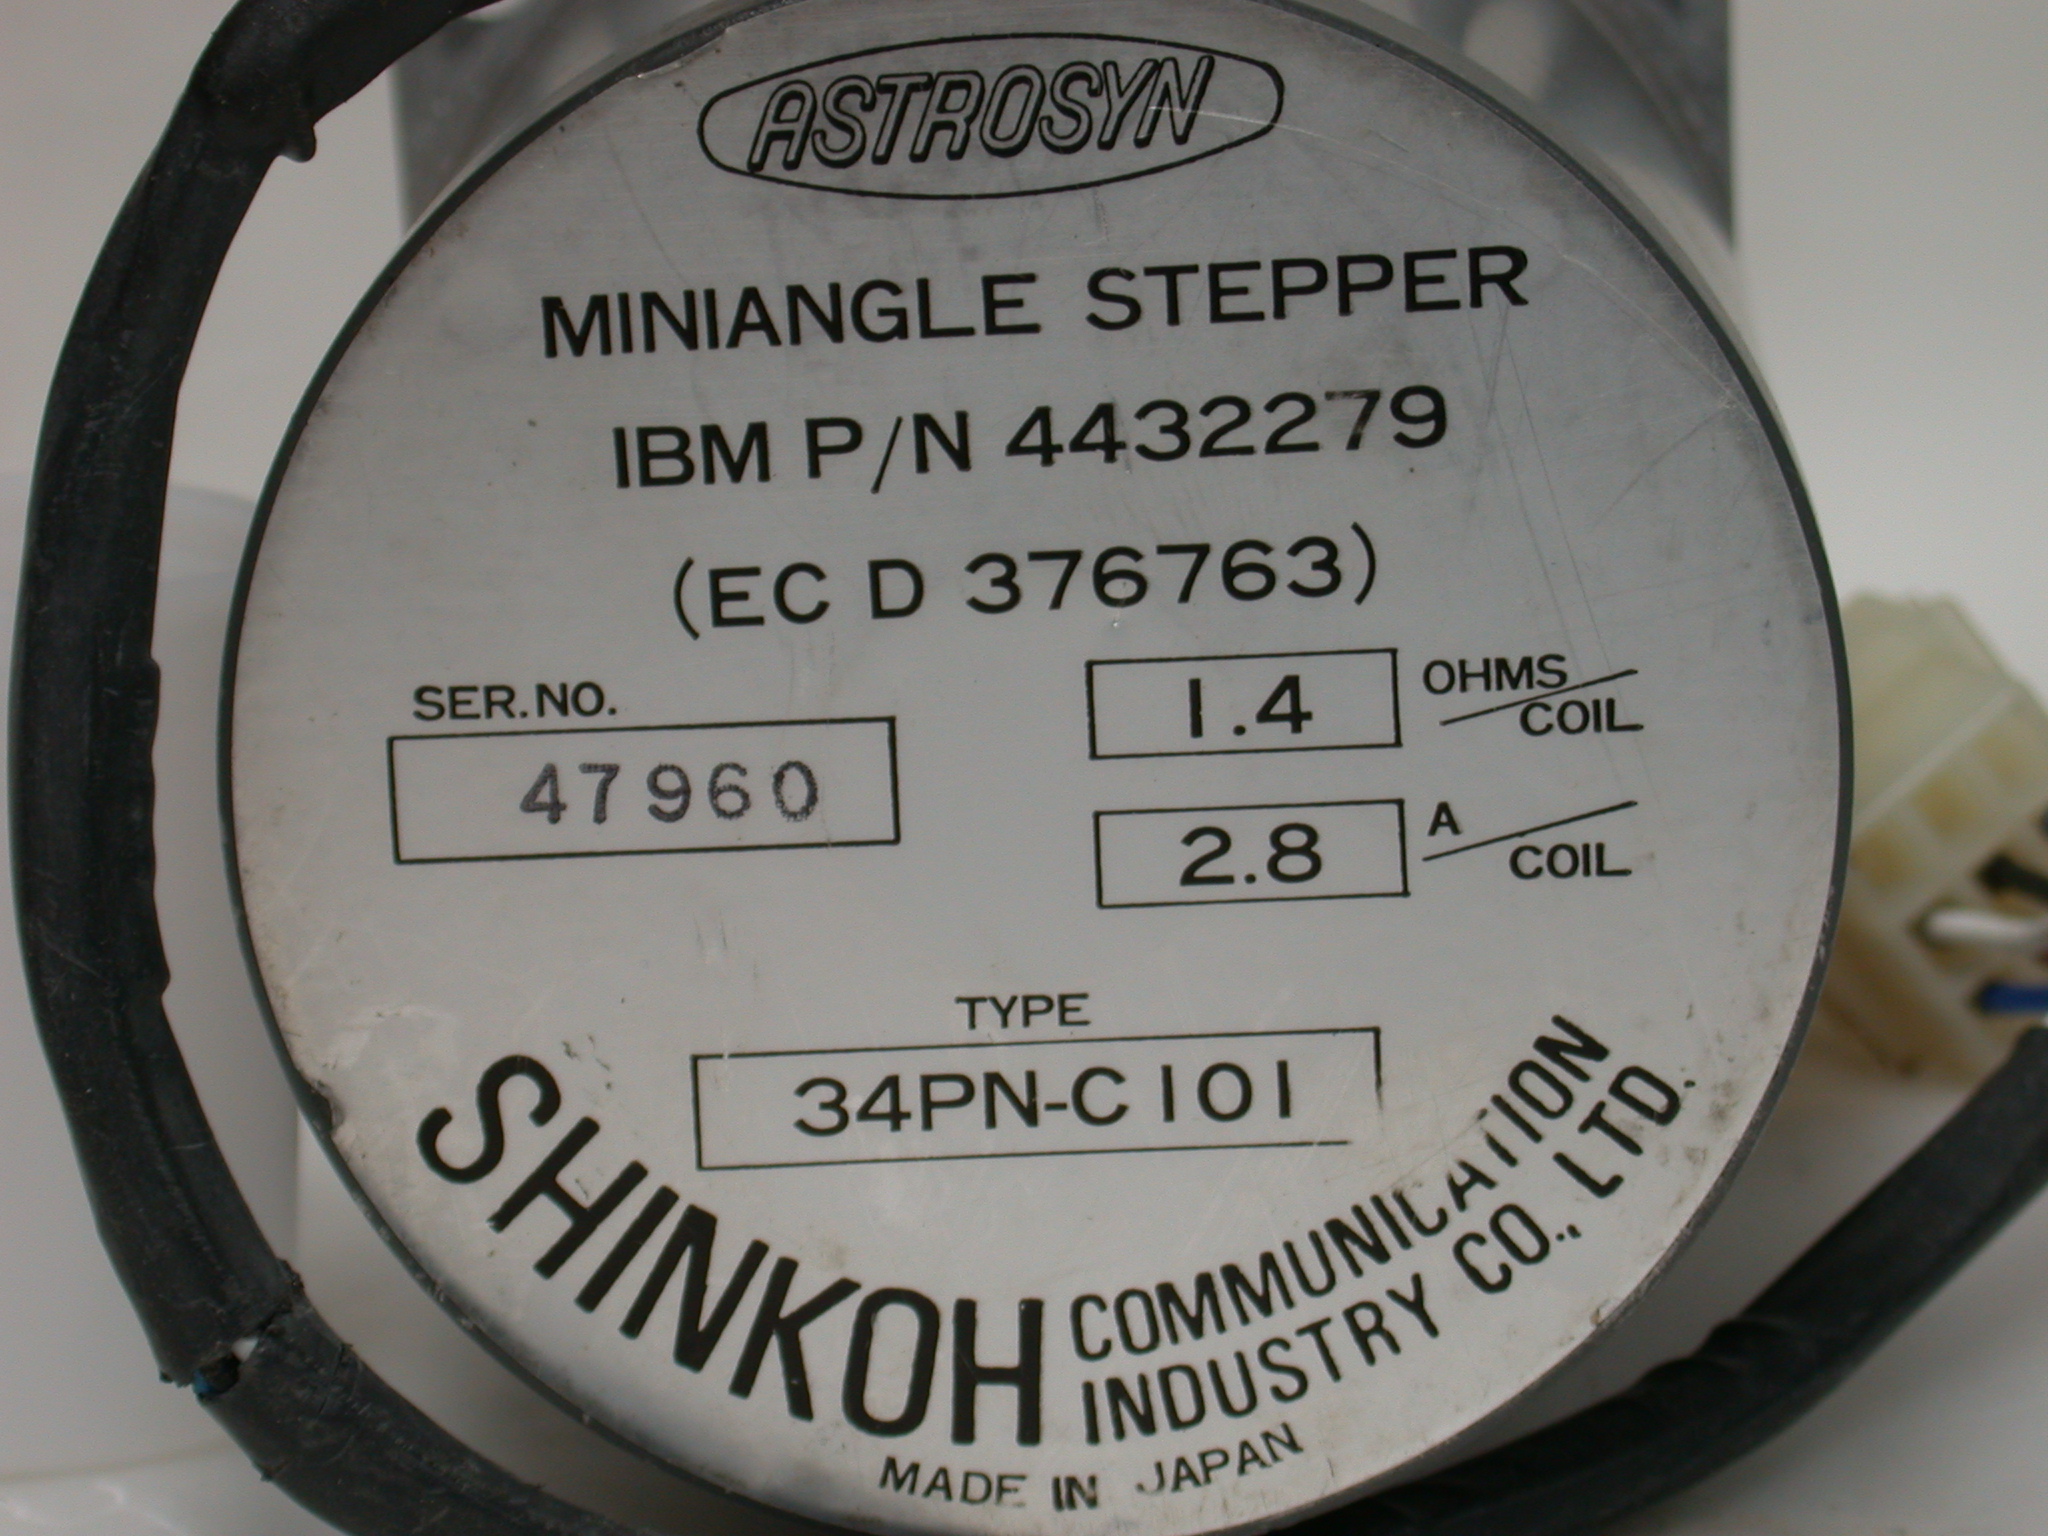 ASTROSYN
MINIANGLE STEPPER
IBM P/N 4432279
(EC D 376763)
SER. NO.
47960
1.4 OHMS/COIL
2.8 A/COIL
TYPE
34PN-C101
SHINKOH COMMUNICATION
INDUSTRY CO., LTD.
MADE IN JAPAN